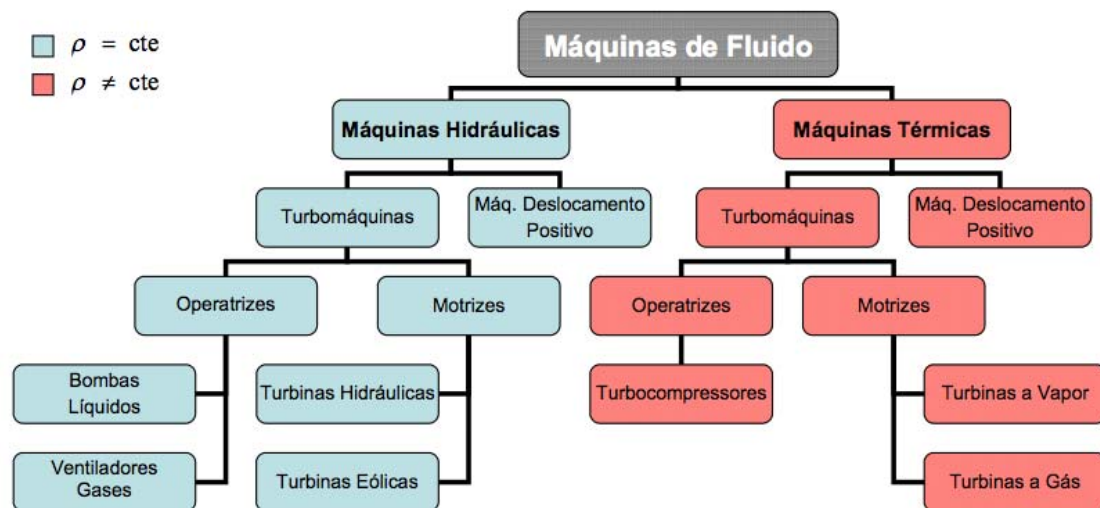 ρ = cte
ρ ≠ cte
Máquinas de Fluido
Máquinas Hidráulicas
Máquinas Térmicas
Turbomáquinas
Máq. Deslocamento
Positivo
Turbomáquinas
Máq. Deslocamento
Positivo
Operatrizes
Motrizes
Operatrizes
Motrizes
Bombas
Líquidos
Turbinas Hidráulicas
Turbocompressores
Turbinas a Vapor
Ventiladores
Gases
Turbinas Eólicas
Turbinas a Gás